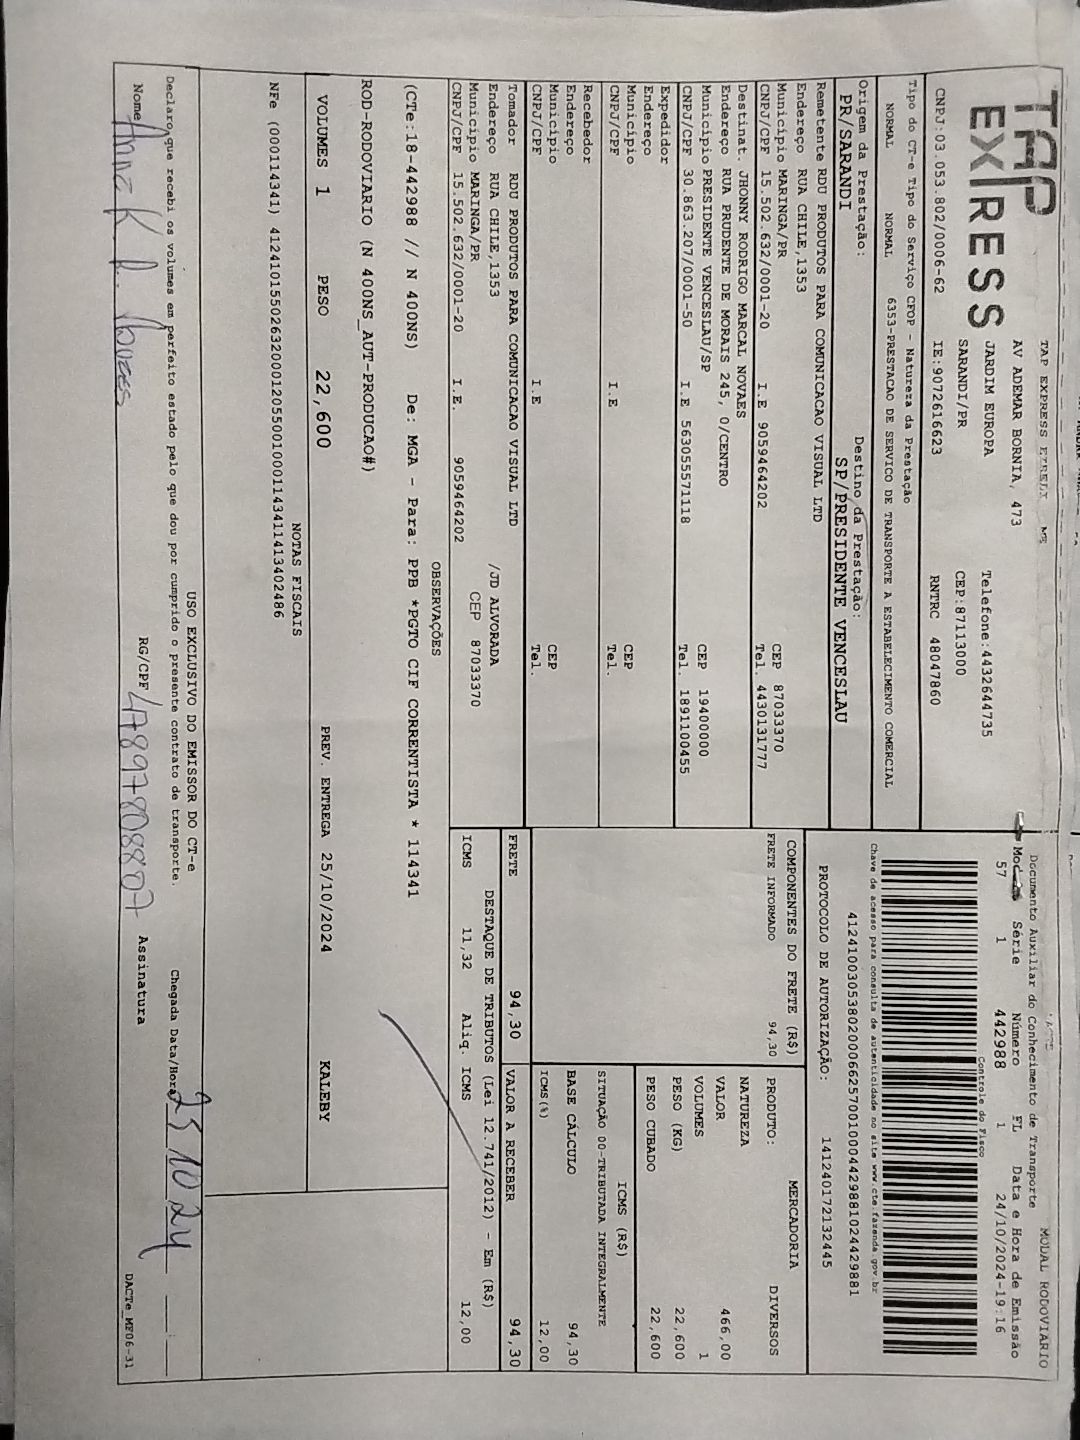 TAP
EXPRESS
TAP EXPRESS EIRELI ME
AV ADEMAR BORNIA, 473
JARDIM EUROPA Telefone:4432644735
SARANDI/PR CEP:87113000
CNPJ:03.053.802/0006-62 IE:9072616623 RNTRC 48047860
Tipo do CT-e Tipo do Serviço CFOP - Natureza da Prestação
NORMAL NORMAL 6353-PRESTACAO DE SERVICO DE TRANSPORTE A ESTABELECIMENTO COMERCIAL
Origem da Prestação: Destino da Prestação:
PR/SARANDI SP/PRESIDENTE VENCESLAU
MODAL RODOVIARIO
Documento Auxiliar do Conhecimento de Transporte
Série Número FL Data e Hora de Emissão
57 1 442988 1 24/10/2024-19:16
Controle do Fisco
Chave de acesso para consulta de autenticidade no site www.cte.fazenda.gov.br
41241003053802000662570010004429881024429881
PROTOCOLO DE AUTORIZAÇÃO: 141240172132445
Remetente RDU PRODUTOS PARA COMUNICACAO VISUAL LTD
Endereço RUA CHILE,1353
Município MARINGA/PR CEP 87033370
CNPJ/CPF 15.502.632/0001-20 I.E 9059464202 Tel. 4430131777
Destinat. JHONNY RODRIGO MARCAL NOVAES
Endereço RUA PRUDENTE DE MORAIS 245, 0/CENTRO
Município PRESIDENTE VENCESLAU/SP CEP 19400000
CNPJ/CPF 30.863.207/0001-50 I.E 563055571118 Tel. 1891100455
Expedidor
Endereço
Município CEP
CNPJ/CPF I.E Tel.
Recebedor
Endereço
Município CEP
CNPJ/CPF I.E Tel.
Tomador RDU PRODUTOS PARA COMUNICACAO VISUAL LTD
Endereço RUA CHILE,1353 /JD ALVORADA
Município MARINGA/PR CEP 87033370
CNPJ/CPF 15.502.632/0001-20 I.E. 9059464202
COMPONENTES DO FRETE (R$)
FRETE INFORMADO 94,30
MERCADORIA
PRODUTO: DIVERSOS
NATUREZA
VALOR 466,00
VOLUMES 1
PESO (KG) 22,600
PESO CUBADO 22,600
ICMS (R$)
SITUAÇÃO 00-TRIBUTADA INTEGRALMENTE
BASE CÁLCULO 94,30
ICMS(%) 12,00
FRETE 94,30 VALOR A RECEBER 94,30
DESTAQUE DE TRIBUTOS (Lei 12.741/2012) - Em (R$)
ICMS 11,32 Aliq. ICMS 12,00
OBSERVAÇÕES
(CTe:18-442988 // N 400NS) De: MGA - Para: PPB *PGTO CIF CORRENTISTA * 114341
ROD-RODOVIARIO (N 400NS_AUT-PRODUCAO#)
VOLUMES 1 PESO 22,600 PREV. ENTREGA 25/10/2024 KALEBY
NOTAS FISCAIS
NFe (000114341) 41241015502632000120550010001143411413402486
USO EXCLUSIVO DO EMISSOR DO CT-e
Declaro,que recebi os volumes em perfeito estado pelo que dou por cumprido o presente contrato de transporte. Chegada Data/Hora 25/10/24
Nome RG/CPF 47897808807 Assinatura
DACTe_MF06-31